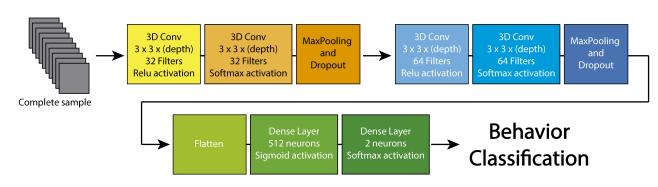 Complete sample
3D Conv
3 x 3 x (depth)
32 Filters
Relu activation
3D Conv
3 x 3 x (depth)
32 Filters
Softmax activation
MaxPooling
and
Dropout
3D Conv
3 x 3 x (depth)
64 Filters
Relu activation
3D Conv
3 x 3 x (depth)
64 Filters
Softmax activation
MaxPooling
and
Dropout
Flatten
Dense Layer
512 neurons
Sigmoid activation
Dense Layer
2 neurons
Softmax activation
Behavior
Classification